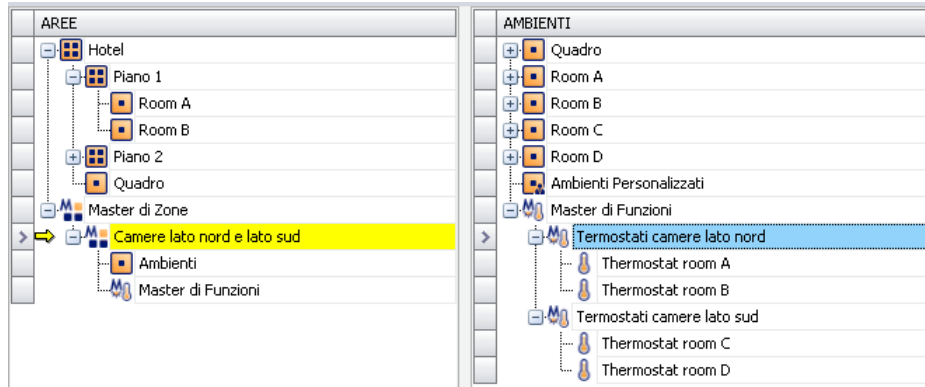 AREE
Hotel
Piano 1
Room A
Room B
Piano 2
Quadro
Master di Zone
Camere lato nord e lato sud
Ambienti
Master di Funzioni
AMBIENTI
Quadro
Room A
Room B
Room C
Room D
Ambienti Personalizzati
Master di Funzioni
Termostati camere lato nord
Thermostat room A
Thermostat room B
Termostati camere lato sud
Thermostat room C
Thermostat room D